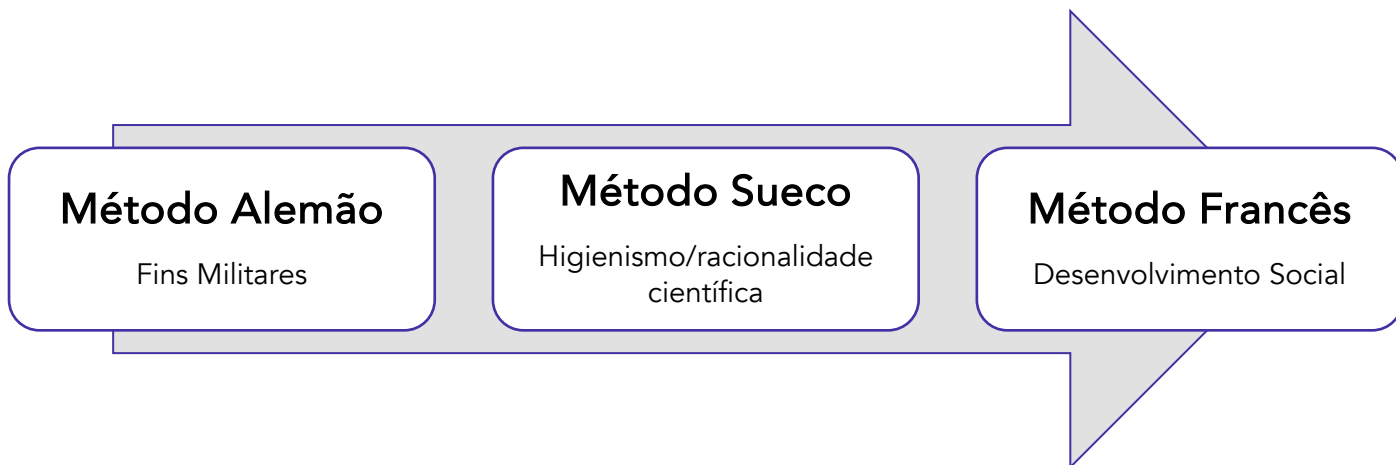 Método Alemão
Fins Militares
Método Sueco
Higienismo/racionalidade
científica
Método Francês
Desenvolvimento Social